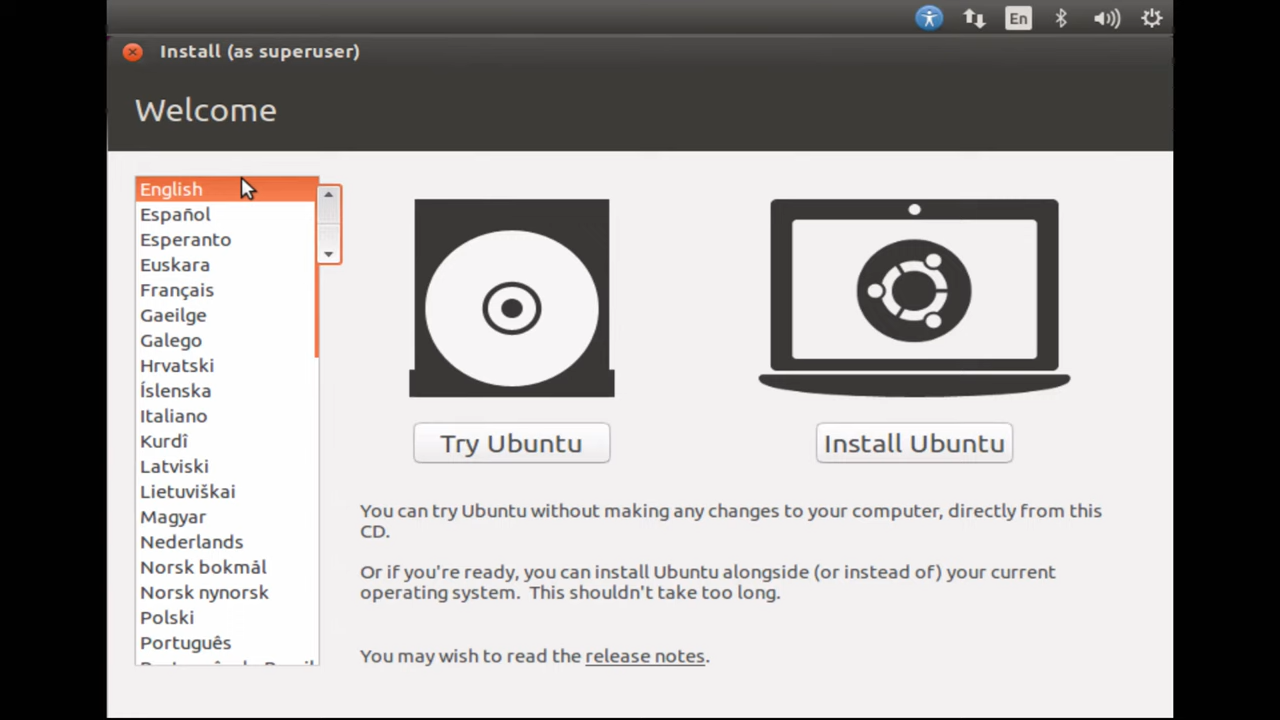 En
Install (as superuser)
Welcome
English
Español
Esperanto
Euskara
Français
Gaeilge
Galego
Hrvatski
Íslenska
Italiano
Kurdî
Latviski
Lietuviškai
Magyar
Nederlands
Norsk bokmål
Norsk nynorsk
Polski
Português
Try Ubuntu
Install Ubuntu
You can try Ubuntu without making any changes to your computer, directly from this
CD.
Or if you're ready, you can install Ubuntu alongside (or instead of) your current
operating system. This shouldn't take too long.
You may wish to read the release notes.